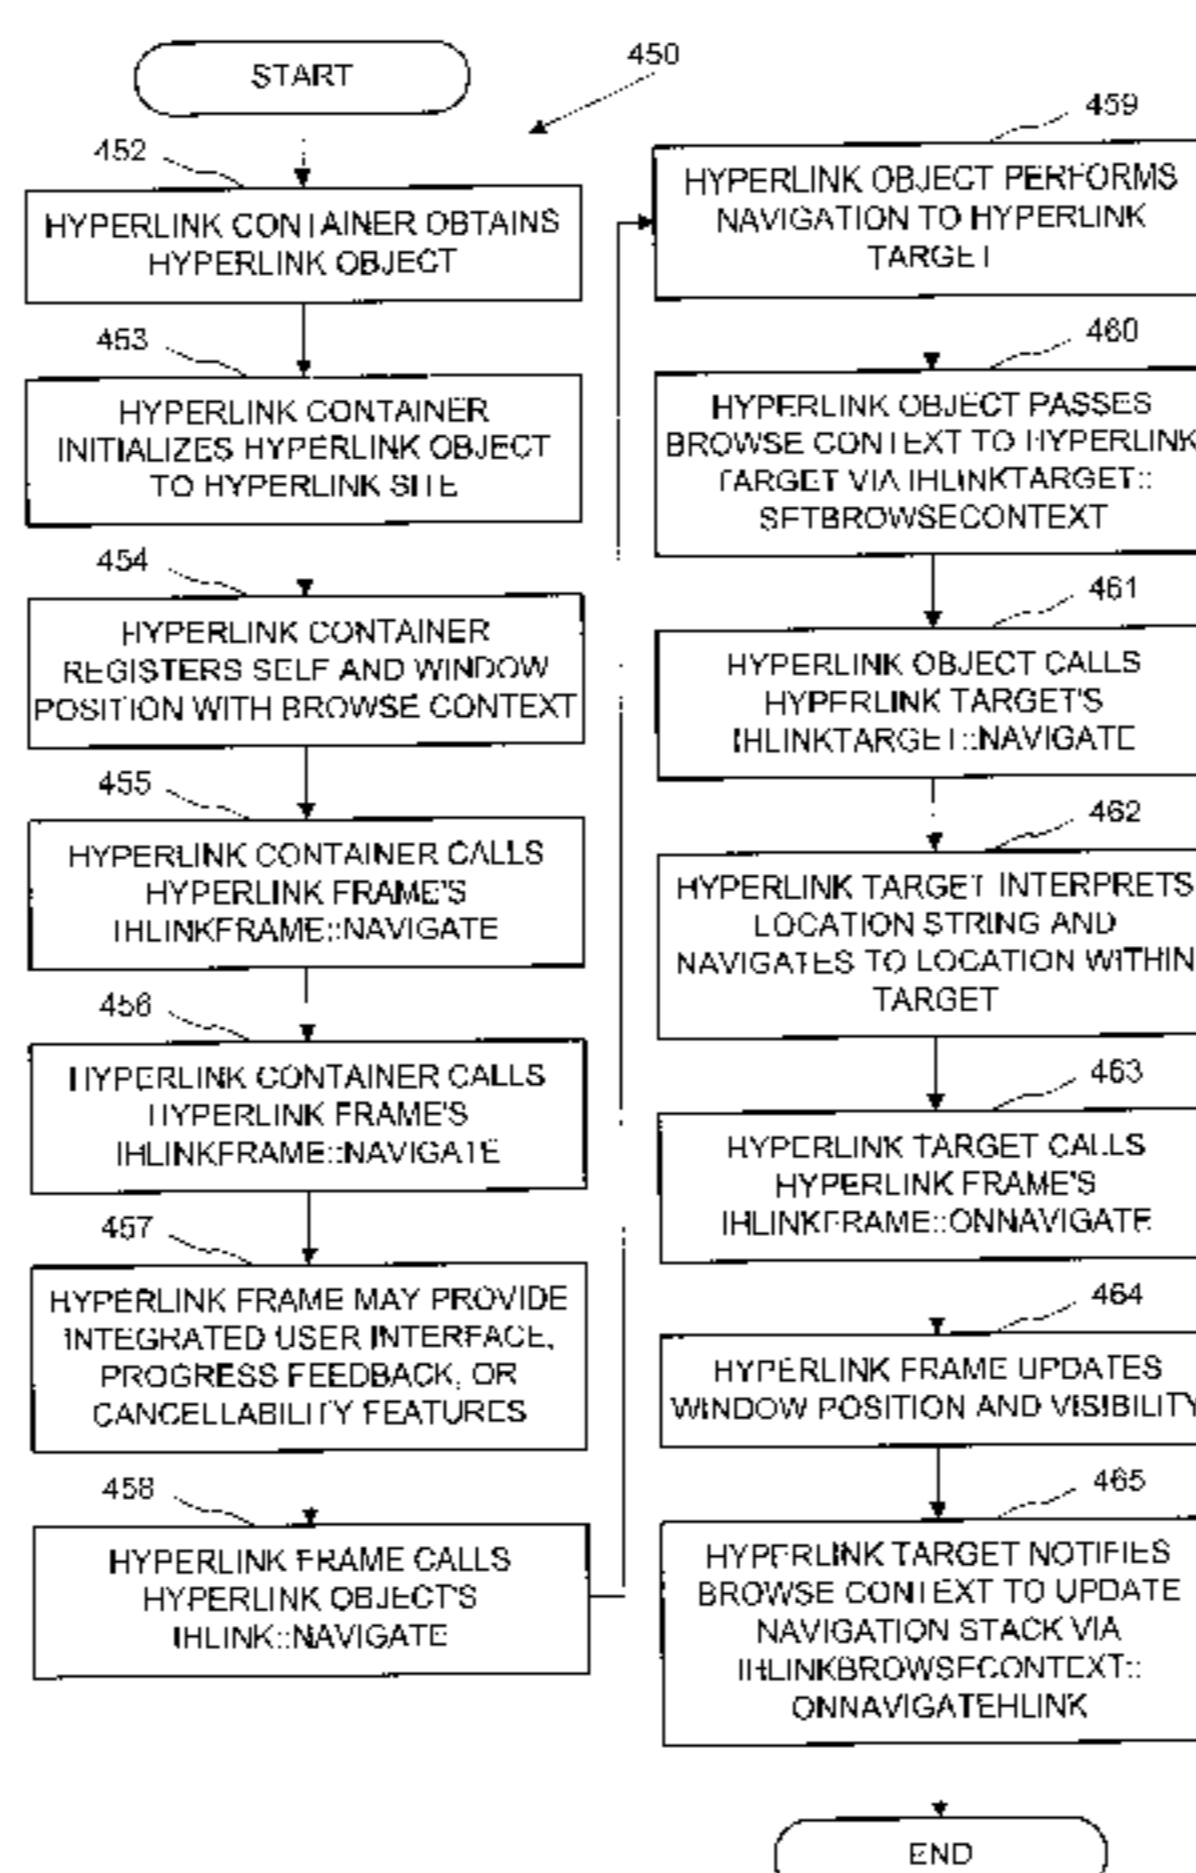 START
450
452
HYPERLINK CONTAINER OBTAINS
HYPERLINK OBJECT
453
HYPERLINK CONTAINER
INITIALIZES HYPERLINK OBJECT
TO HYPERLINK SITE
454
HYPERLINK CONTAINER
REGISTERS SELF AND WINDOW
POSITION WITH BROWSE CONTEXT
455
HYPERLINK CONTAINER CALLS
HYPERLINK FRAME'S
IHLINKFRAME::NAVIGATE
456
HYPERLINK CONTAINER CALLS
HYPERLINK FRAME'S
IHLINKFRAME::NAVIGATE
457
HYPERLINK FRAME MAY PROVIDE
INTEGRATED USER INTERFACE,
PROGRESS FEEDBACK, OR
CANCELLABILITY FEATURES
458
HYPERLINK FRAME CALLS
HYPERLINK OBJECT'S
IHLINK::NAVIGATE
459
HYPERLINK OBJECT PERFORMS
NAVIGATION TO HYPERLINK
TARGET
460
HYPERLINK OBJECT PASSES
BROWSE CONTEXT TO HYPERLINK
TARGET VIA IHLINKTARGET::
SETBROWSECONTEXT
461
HYPERLINK OBJECT CALLS
HYPERLINK TARGET'S
IHLINKTARGET::NAVIGATE
462
HYPERLINK TARGET INTERPRETS
LOCATION STRING AND
NAVIGATES TO LOCATION WITHIN
TARGET
463
HYPERLINK TARGET CALLS
HYPERLINK FRAME'S
IHLINKFRAME::ONNAVIGATE
464
HYPERLINK FRAME UPDATES
WINDOW POSITION AND VISIBILITY
465
HYPERLINK TARGET NOTIFIES
BROWSE CONTEXT TO UPDATE
NAVIGATION STACK VIA
IHLINKBROWSECONTEXT::
ONNAVIGATEHLINK
END